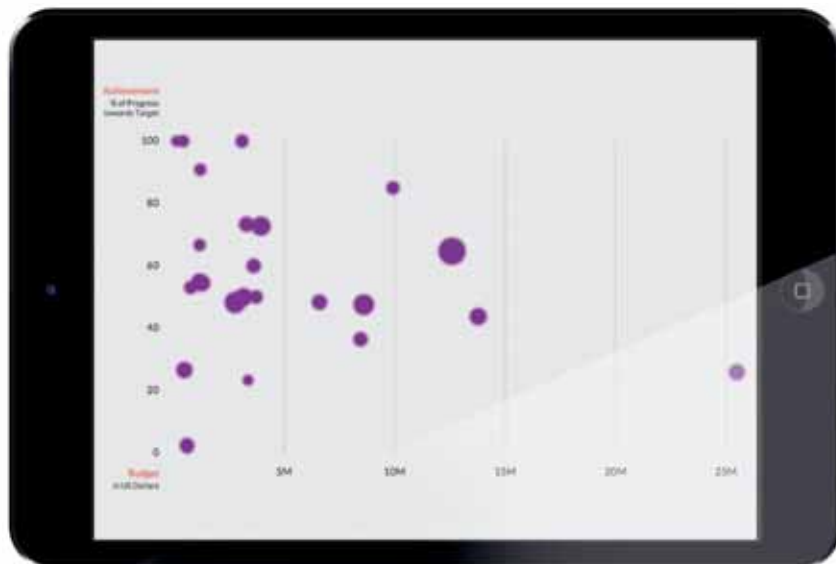 Achievement
% of Progress
towards Target
100
80
60
40
20
0
5M
10M
15M
20M
25M
Budget
in US Dollars